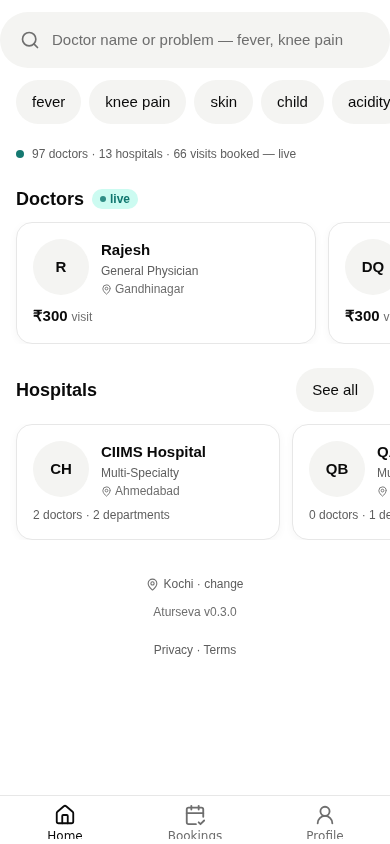 Doctor name or problem — fever, knee pain
fever knee pain skin child acidity
97 doctors · 13 hospitals · 66 visits booked — live
Doctors live
Rajesh
General Physician
Gandhinagar
₹300 visit
R
DQ
₹300 v
Hospitals See all
CH
CIIMS Hospital
Multi-Specialty
Ahmedabad
2 doctors · 2 departments
QB
0 doctors · 1 de
Kochi · change
Aturseva v0.3.0
Privacy · Terms
Home Bookings Profile